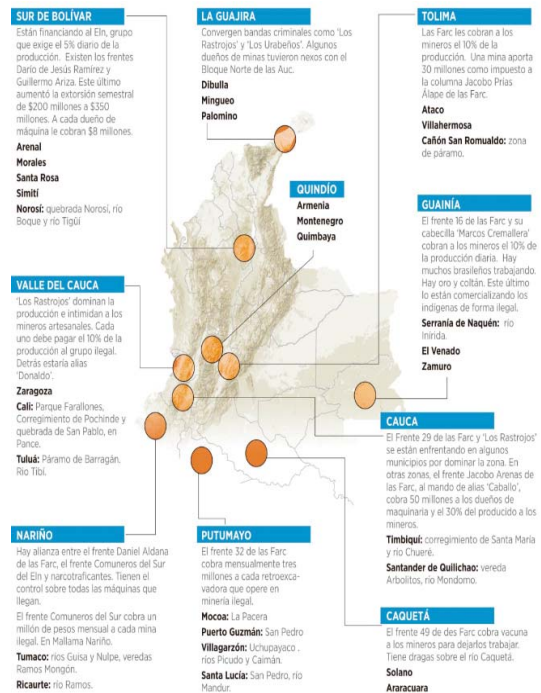 SUR DE BOLÍVAR
Están financiando al Eln, grupo
que exige el 5% diario de la
producción. Existen los frentes
Darío de Jesús Ramírez y
Guillermo Ariza. Este último
aumentó la extorsión semestral
de $200 millones a $350
millones. A cada dueño de
máquina le cobran $8 millones.
Arenal
Morales
Santa Rosa
Simití
Norosí: quebrada Norosí, río
Boque y río Tigüí
LA GUAJIRA
Convergen bandas criminales como ‘Los
Rastrojos’ y ‘Los Urabeños’. Algunos
dueños de minas tuvieron nexos con el
Bloque Norte de las Auc.
Dibulla
Mingueo
Palomino
TOLIMA
Las Farc les cobran a los
mineros el 10% de la
producción. Una mina aporta
30 millones como impuesto a
la columna Jacobo Prías
Álape de las Farc.
Ataco
Villahermosa
Cañón San Romualdo: zona
de páramo.
QUINDÍO
Armenia
Montenegro
Quimbaya
GUAINÍA
El frente 16 de las Farc y su
cabecilla ‘Marcos Cremallera’
cobran a los mineros el 10% de
la producción diaria. Hay
muchos brasileños trabajando.
Hay oro y coltán. Este último
lo están comercializando los
indígenas de forma ilegal.
Serranía de Naquén: río
Inírida.
El Venado
Zamuro
VALLE DEL CAUCA
‘Los Rastrojos’ dominan la
producción e intimidan a los
mineros artesanales. Cada
uno debe pagar el 10% de la
producción al grupo ilegal.
Detrás estaría alias
‘Donaldo’.
Zaragoza
Cali: Parque Farallones,
Corregimiento de Pochinde y
quebrada de San Pablo, en
Pance.
Tuluá: Páramo de Barragán.
Río Tibí.
CAUCA
El Frente 29 de las Farc y ‘Los Rastrojos’
se están enfrentando en algunos
municipios por dominar la zona. En
otras zonas, el frente Jacobo Arenas de
las Farc, al mando de alias ‘Caballo’,
cobra 50 millones a los dueños de
maquinaria y el 30% del producido a los
mineros.
Timbiquí: corregimiento de Santa María
y río Chueré.
Santander de Quilichao: vereda
Arbolitos, río Mondomo.
NARIÑO
Hay alianza entre el frente Daniel Aldana
de las Farc, el frente Comuneros del Sur
del Eln y narcotraficantes. Tienen el
control sobre todas las máquinas que
llegan.
El frente Comuneros del Sur cobra un
millón de pesos mensual a cada mina
ilegal. En Mallama Nariño.
Tumaco: ríos Guisa y Nulpe, veredas
Ramos Mongón.
Ricaurte: río Ramos.
PUTUMAYO
El frente 32 de las Farc
cobra mensualmente tres
millones a cada retroexca-
vadora que opere en
minería ilegal.
Mocoa: La Pacera
Puerto Guzmán: San Pedro
Villagarzón: Uchupayaco .
ríos Picudo y Caimán.
Santa Lucía: San Pedro, río
Mandur.
CAQUETÁ
El frente 49 de des Farc cobra vacuna
a los mineros para dejarlos trabajar.
Tiene dragas sobre el río Caquetá.
Solano
Araracuara